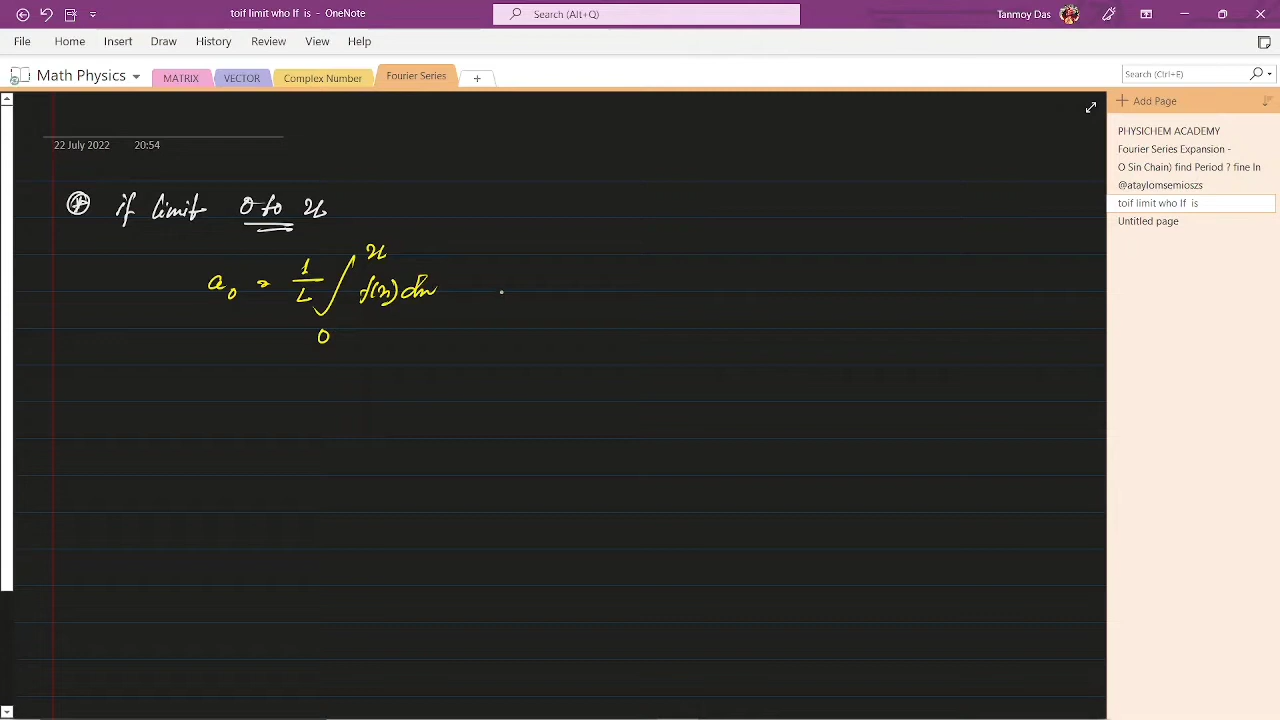 toif limit who If is - OneNote
Search (Alt+Q)
Tanmoy Das
File Home Insert Draw History Review View Help
Math Physics
MATRIX VECTOR Complex Number Fourier Series +
Search (Ctrl+E)
Add Page
PHYSICHEM ACADEMY
Fourier Series Expansion -
O Sin Chain) find Period ? fine In
@ataylomsemioszs
toif limit who If is
Untitled page
22 July 2022 20:54
if limit 0 to 2L
a₀ = 1/L ∫₀^2L f(x) dx